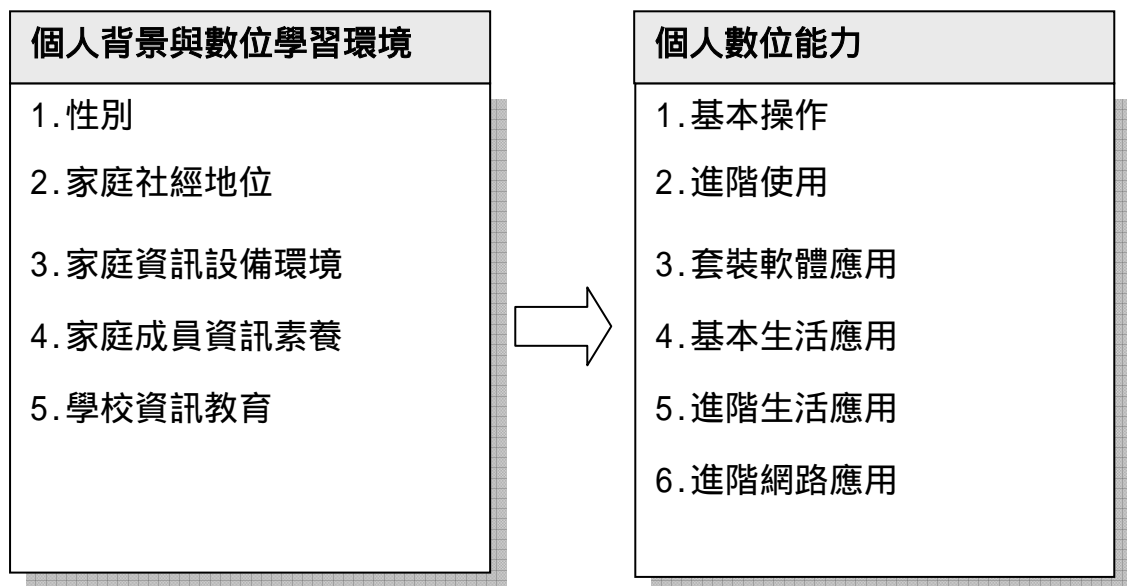 個人背景與數位學習環境
1.性別
2.家庭社經地位
3.家庭資訊設備環境
4.家庭成員資訊素養
5.學校資訊教育
個人數位能力
1.基本操作
2.進階使用
3.套裝軟體應用
4.基本生活應用
5.進階生活應用
6.進階網路應用